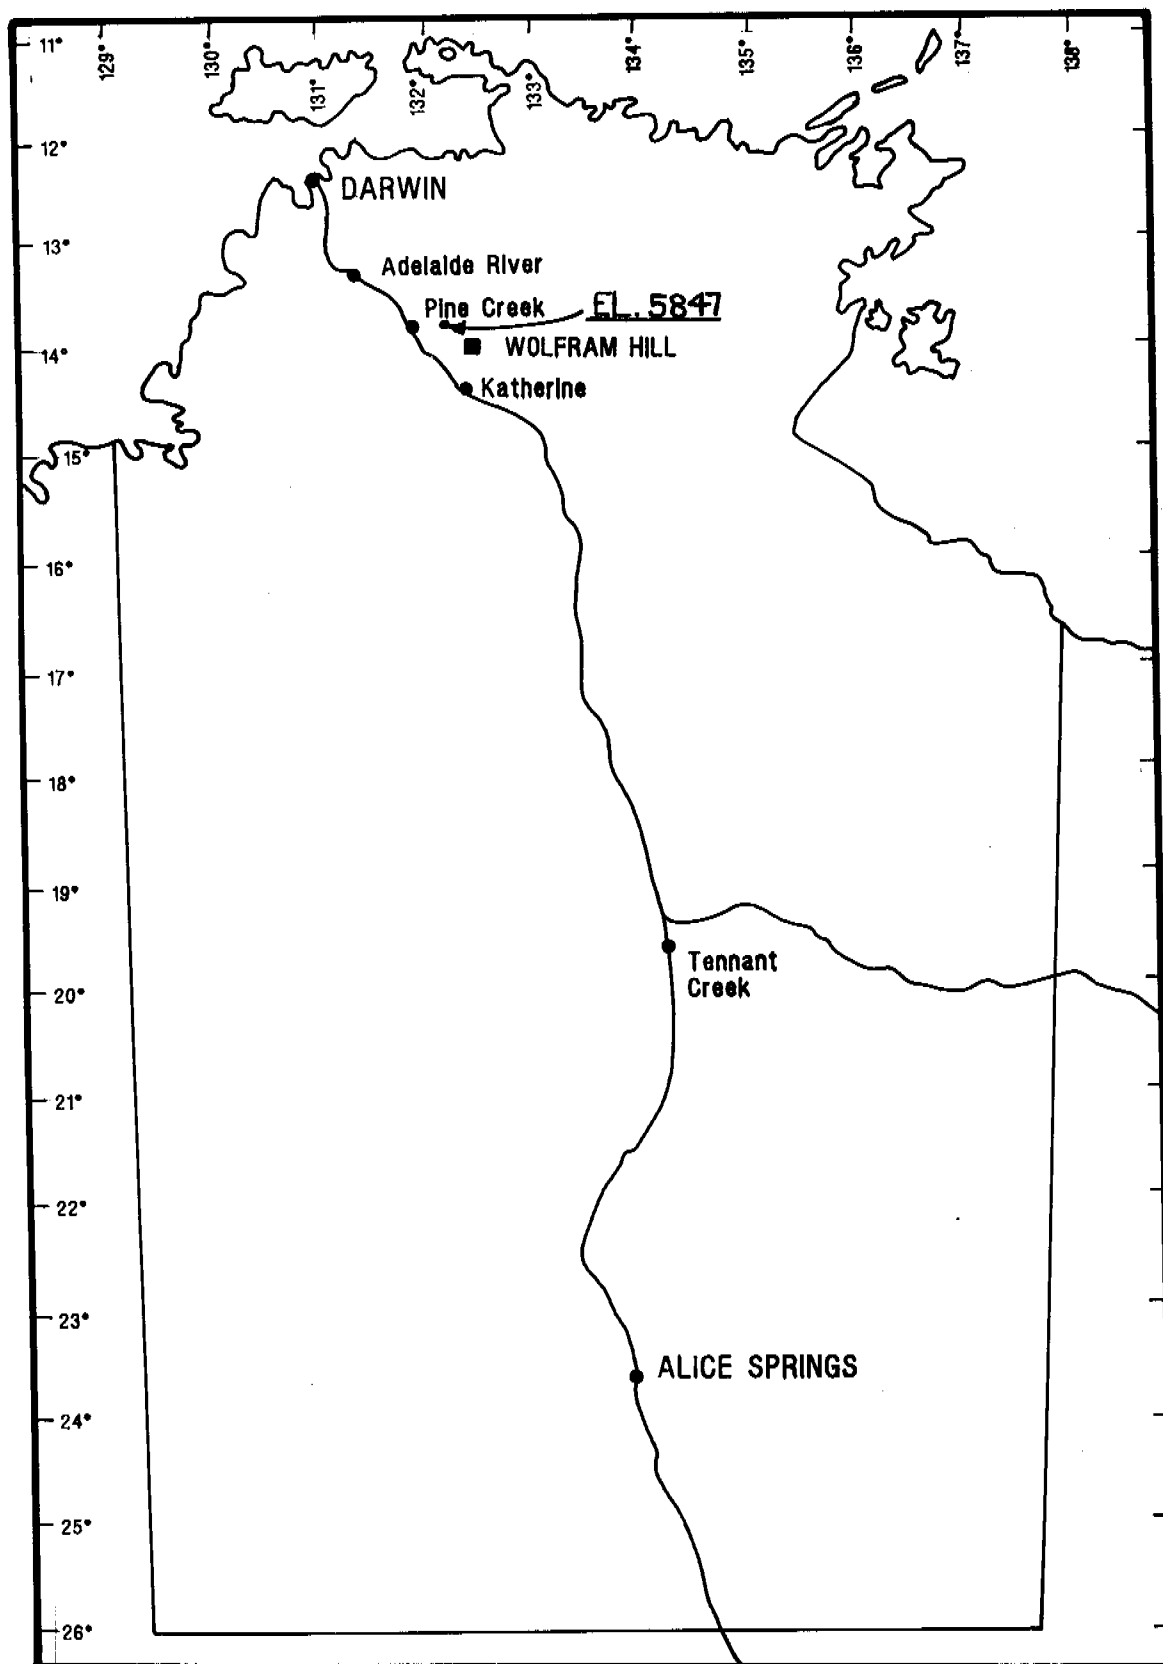 129°
130°
131°
132°
133°
134°
135°
136°
137°
138°
11°
12°
DARWIN
13°
Adelaide River
Pine Creek
EL. 5847
14°
WOLFRAM HILL
Katherine
15°
16°
17°
18°
19°
Tennant
Creek
20°
21°
22°
23°
ALICE SPRINGS
24°
25°
26°